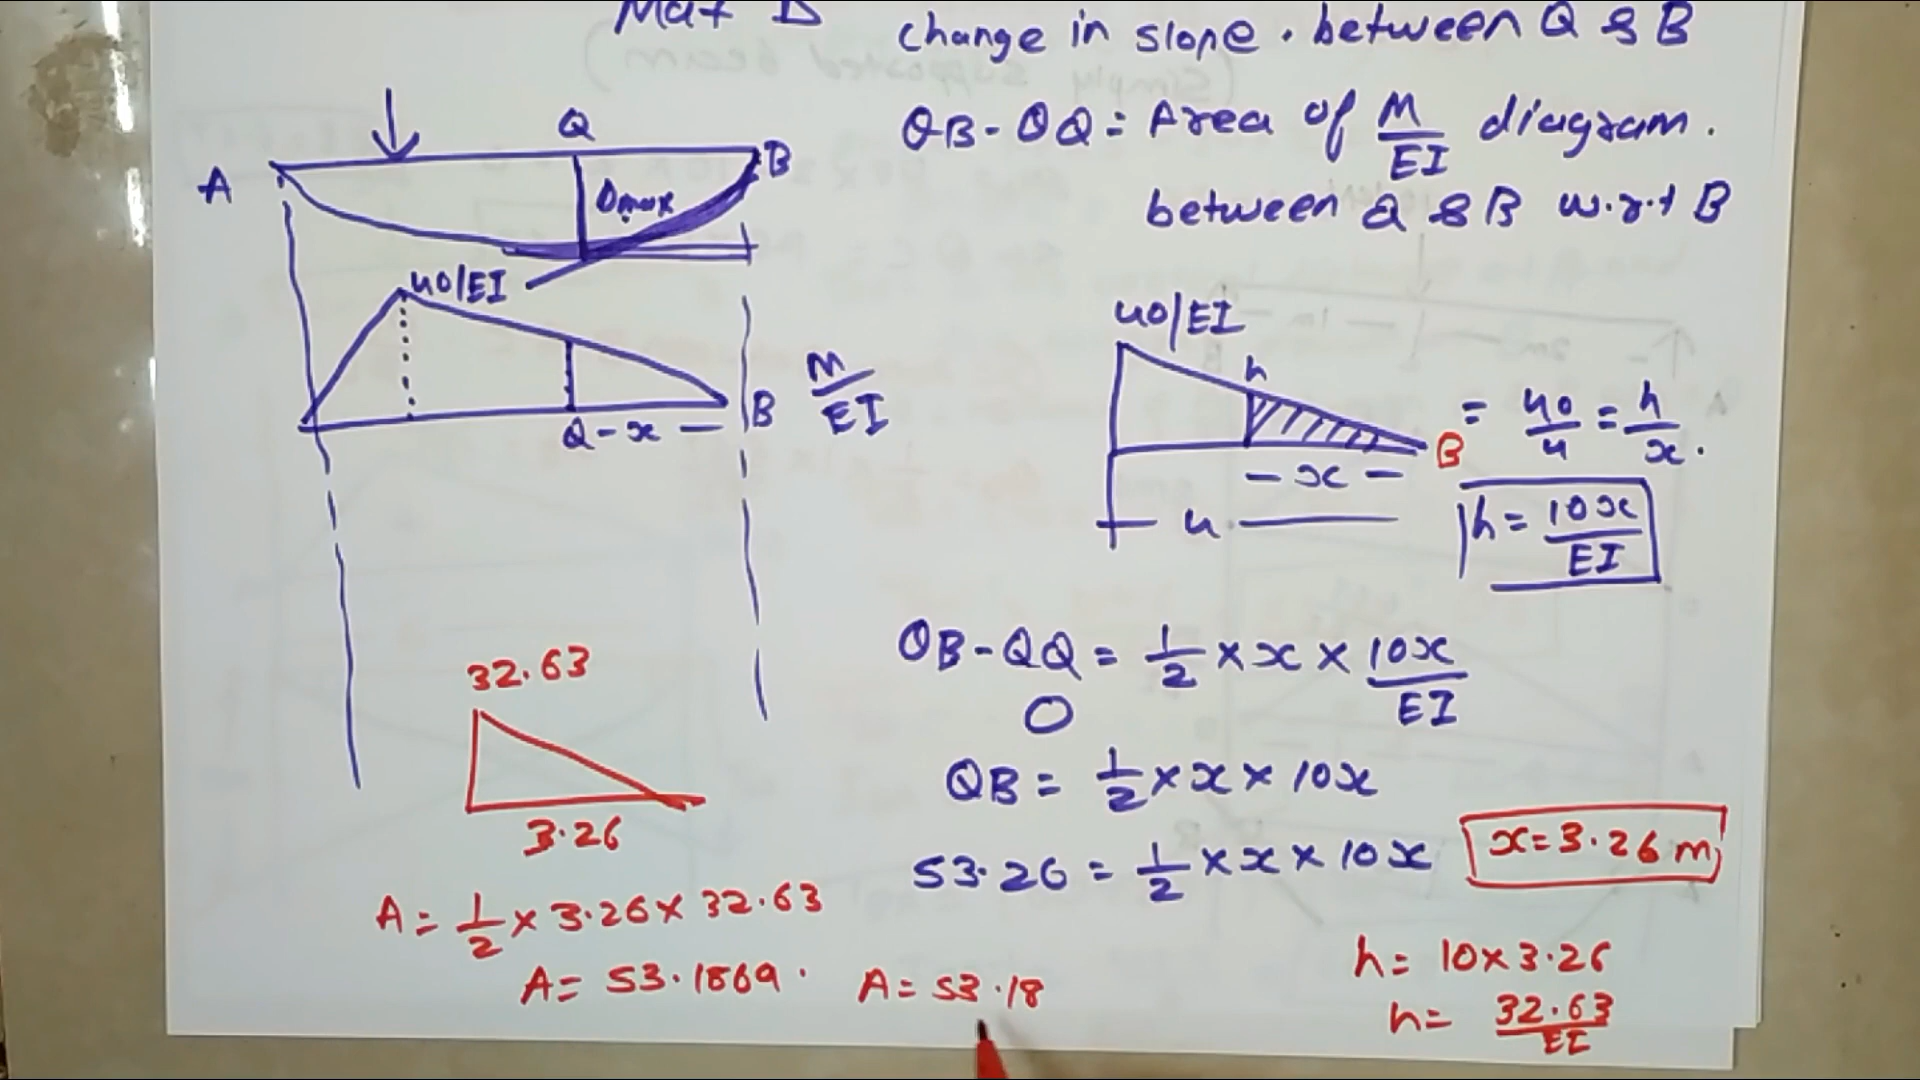 Max D
change in slope. between Q & B
θB - θQ = Area of M/EI diagram.
between Q & B w.r.t B
Q
A
B
Dmax
40/EI
M/EI
Q - x -
B
40/EI
h
B
= 40/4 = h/x.
- x -
4
h = 10x/EI
θB - θQ = 1/2 × x × 10x/EI
0
θB = 1/2 × x × 10x
53.26 = 1/2 × x × 10x
x = 3.26 m
32.63
3.26
A = 1/2 × 3.26 × 32.63
A = 53.1869.
A = 53.18
h = 10 × 3.26
h = 32.63/EI